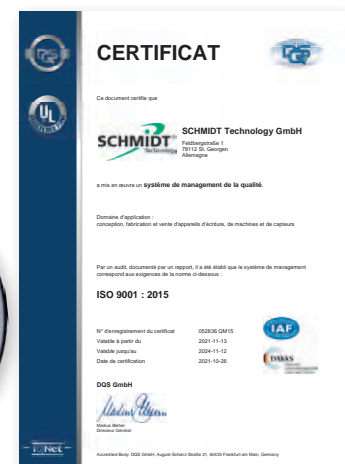 DQS
CERTIFICAT
DQS
Ce document certifie que
UL
SCHMIDT
Technology
SCHMIDT Technology GmbH
Feldbergstraße 1
78112 St. Georgen
Allemagne
a mis en œuvre un système de management de la qualité.
Domaine d'application :
conception, fabrication et vente d'appareils d'écriture, de machines et de capteurs
Par un audit, documenté par un rapport, il a été établi que le système de management
correspond aux exigences de la norme ci-dessous :
ISO 9001 : 2015
N° d'enregistrement du certificat 052836 QM15
Valable à partir du 2021-11-13
Valable jusqu'au 2024-11-12
Date de certification 2021-10-26
IAF
DAkkS
DQS GmbH
Markus Bleher
Directeur Général
IQNet
Accredited Body: DQS GmbH, August-Schanz-Straße 21, 60433 Frankfurt am Main, Germany